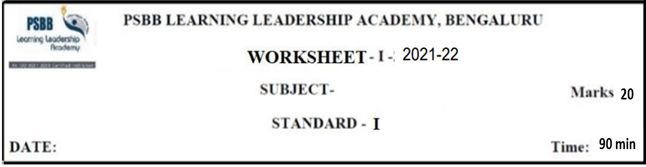 PSBB
Learning Leadership
Academy
PSBB LEARNING LEADERSHIP ACADEMY, BENGALURU
WORKSHEET - I - 2021-22
SUBJECT-
Marks 20
STANDARD - I
DATE:
Time: 90 min